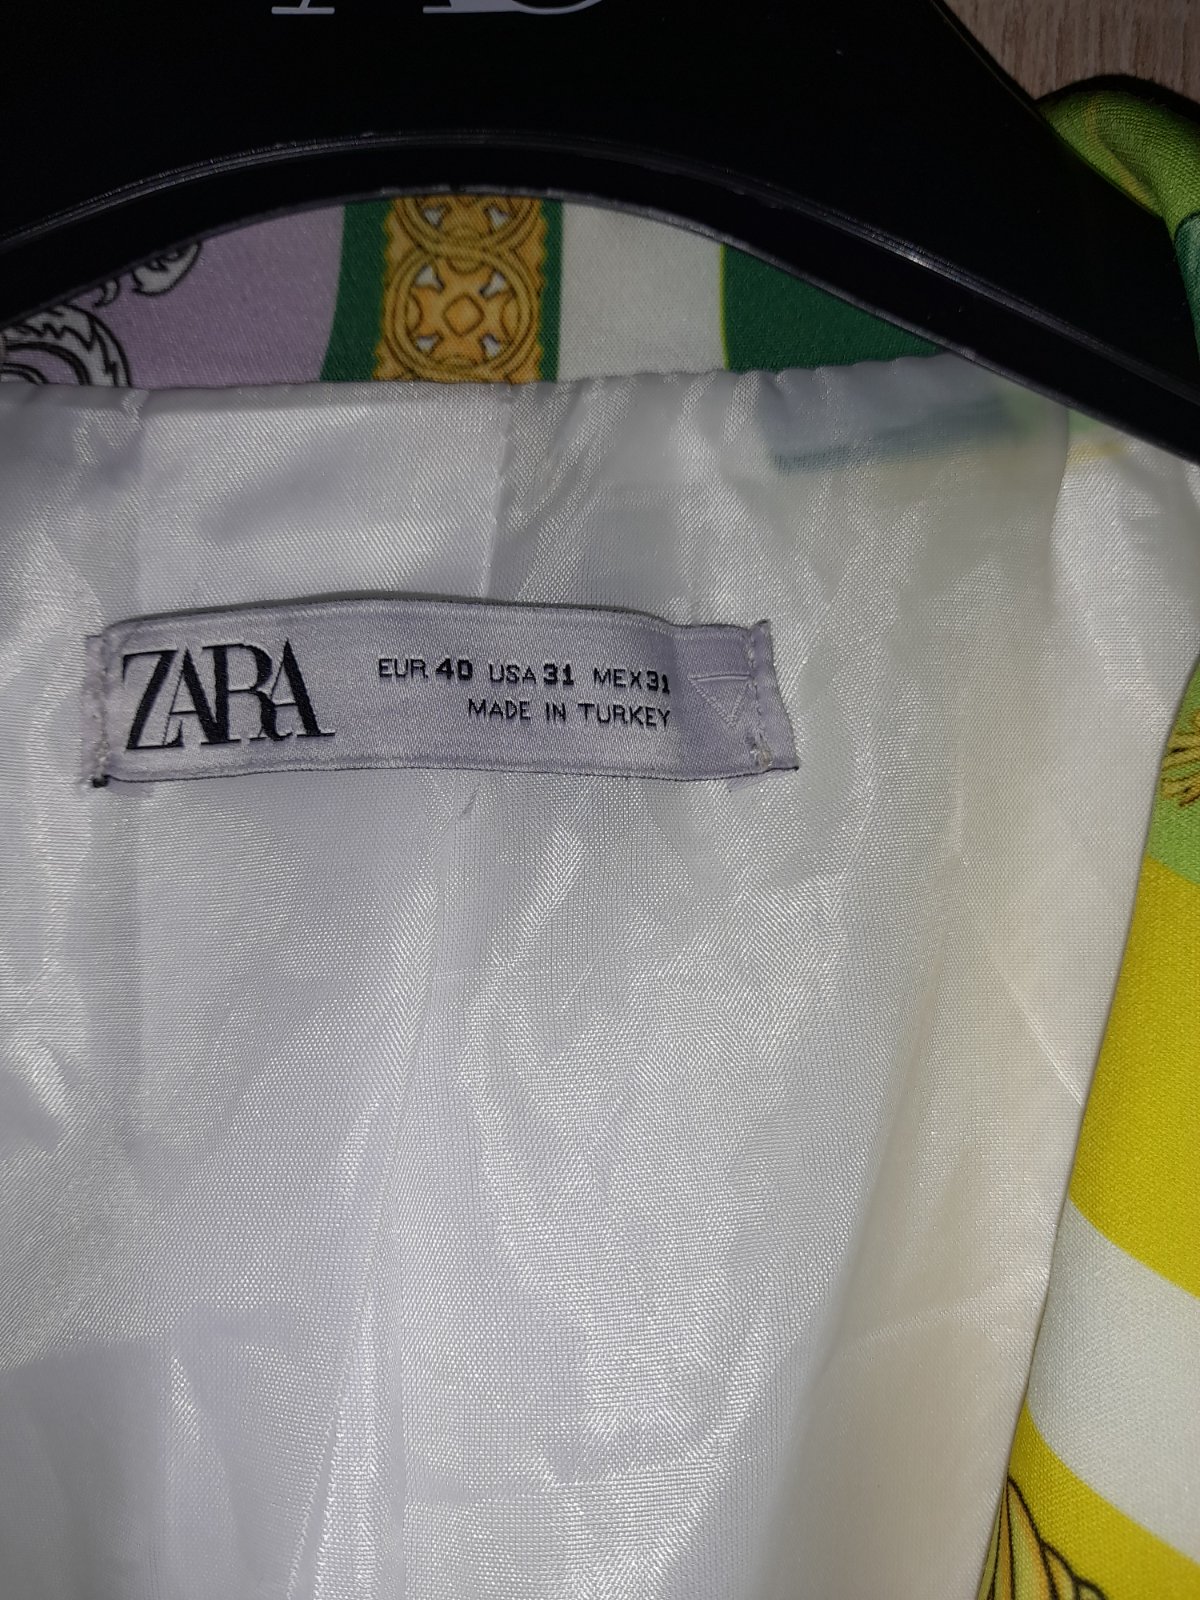 ZARA
EUR 40 USA 31 MEX 31
MADE IN TURKEY